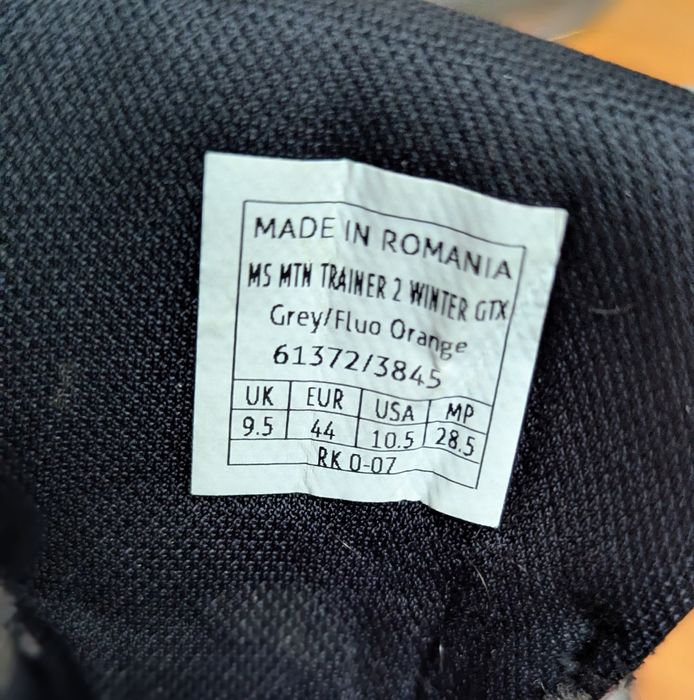 MADE IN ROMANIA
MS MTN TRAINER 2 WINTER GTX
Grey/Fluo Orange
61372/3845
UK EUR USA MP
9.5 44 10.5 28.5
RK 0-07